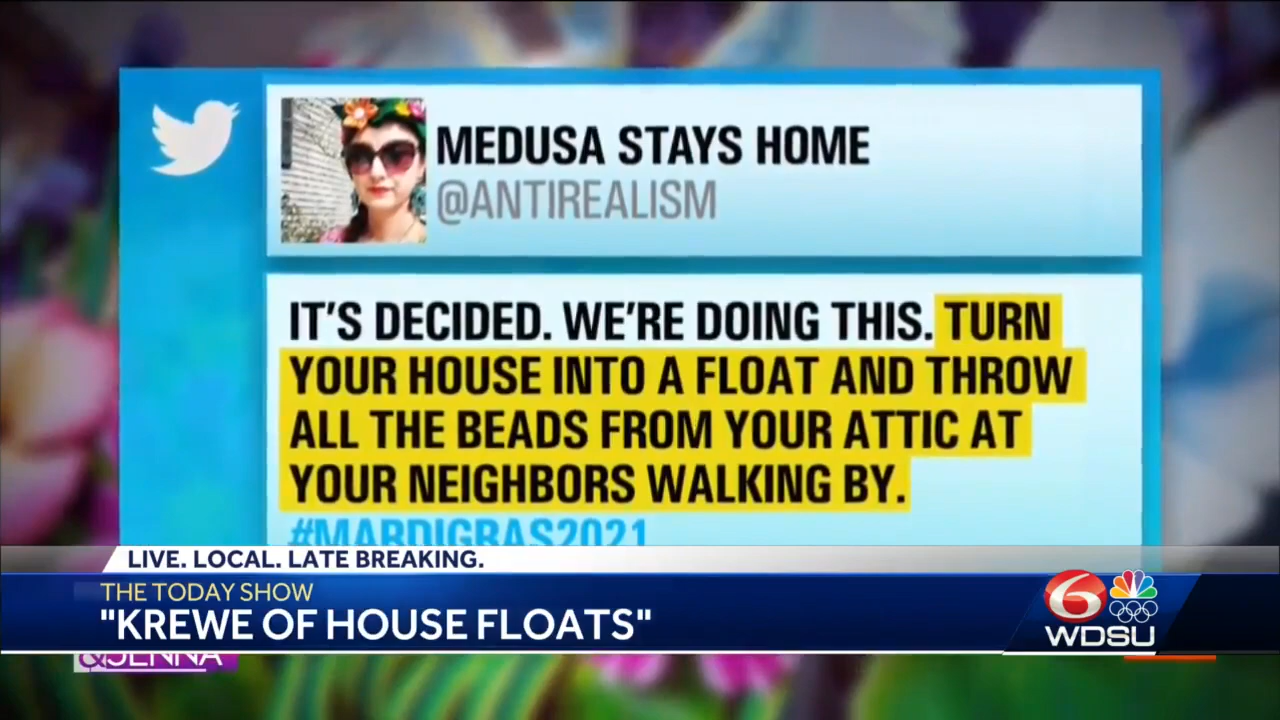 MEDUSA STAYS HOME
@ANTIREALISM
IT'S DECIDED. WE'RE DOING THIS. TURN
YOUR HOUSE INTO A FLOAT AND THROW
ALL THE BEADS FROM YOUR ATTIC AT
YOUR NEIGHBORS WALKING BY.
#MARDIGRAS2021
LIVE. LOCAL. LATE BREAKING.
THE TODAY SHOW
"KREWE OF HOUSE FLOATS"
6
WDSU
&JENNA